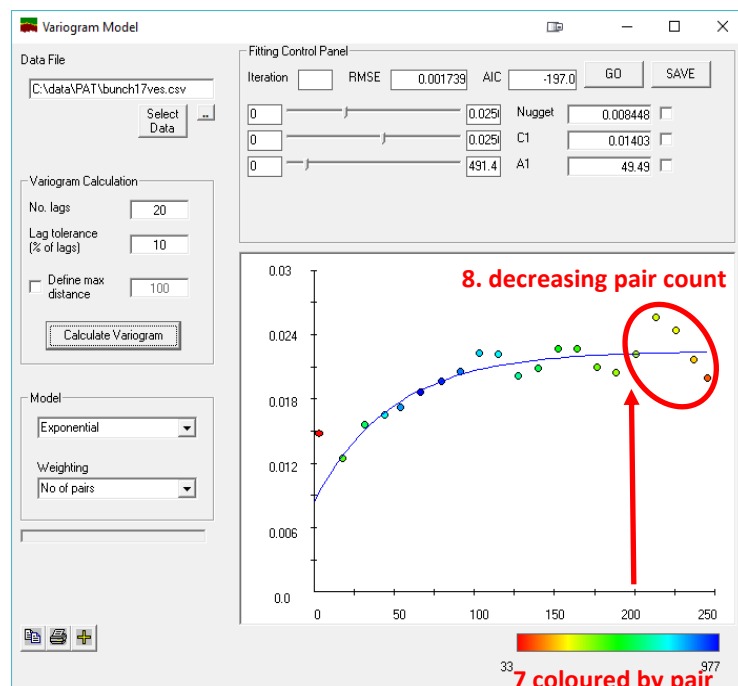 Variogram Model
Data File
C:\data\PAT\bunch17ves.csv
Select
Data
..
Variogram Calculation
No. lags 20
Lag tolerance
(% of lags) 10
Define max
distance 100
Calculate Variogram
Model
Exponential
Weighting
No of pairs
Fitting Control Panel
Iteration RMSE 0.001739 AIC -197.0 GO SAVE
0 0.025 Nugget 0.008448
0 0.025 C1 0.01403
0 491.4 A1 49.49
8. decreasing pair count
0.03
0.024
0.018
0.012
0.006
0.0
0 50 100 150 200 250
33 977
7 coloured by pair